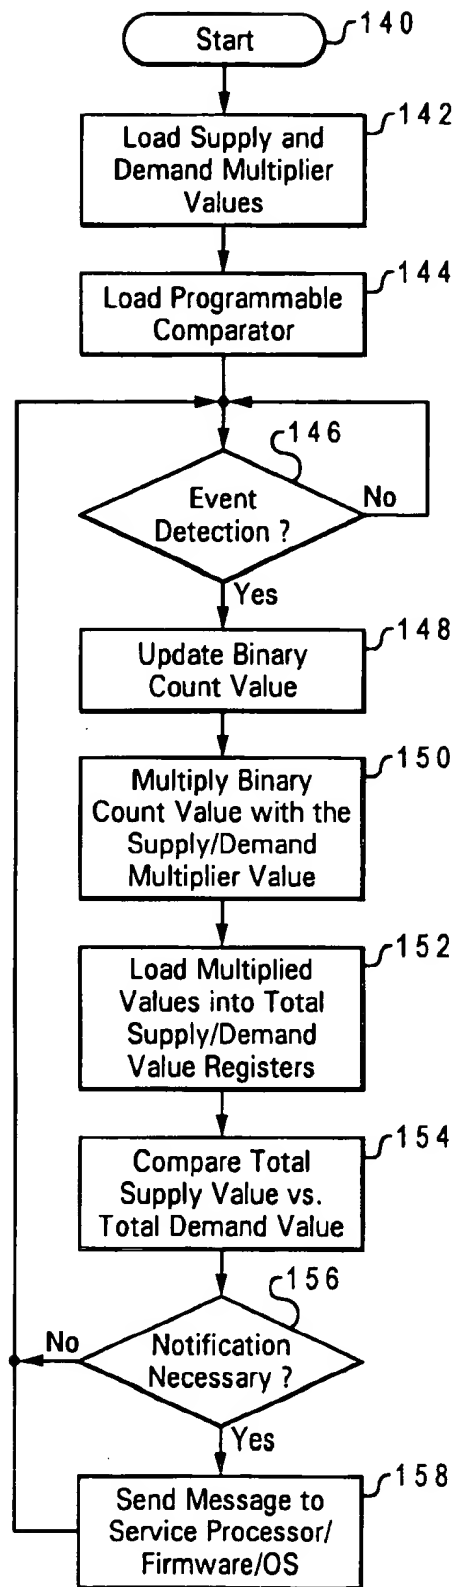 Start
140
142
Load Supply and
Demand Multiplier
Values
144
Load Programmable
Comparator
146
Event
Detection ?
No
Yes
148
Update Binary
Count Value
150
Multiply Binary
Count Value with the
Supply/Demand
Multiplier Value
152
Load Multiplied
Values into Total
Supply/Demand
Value Registers
154
Compare Total
Supply Value vs.
Total Demand Value
156
No
Notification
Necessary ?
Yes
158
Send Message to
Service Processor/
Firmware/OS